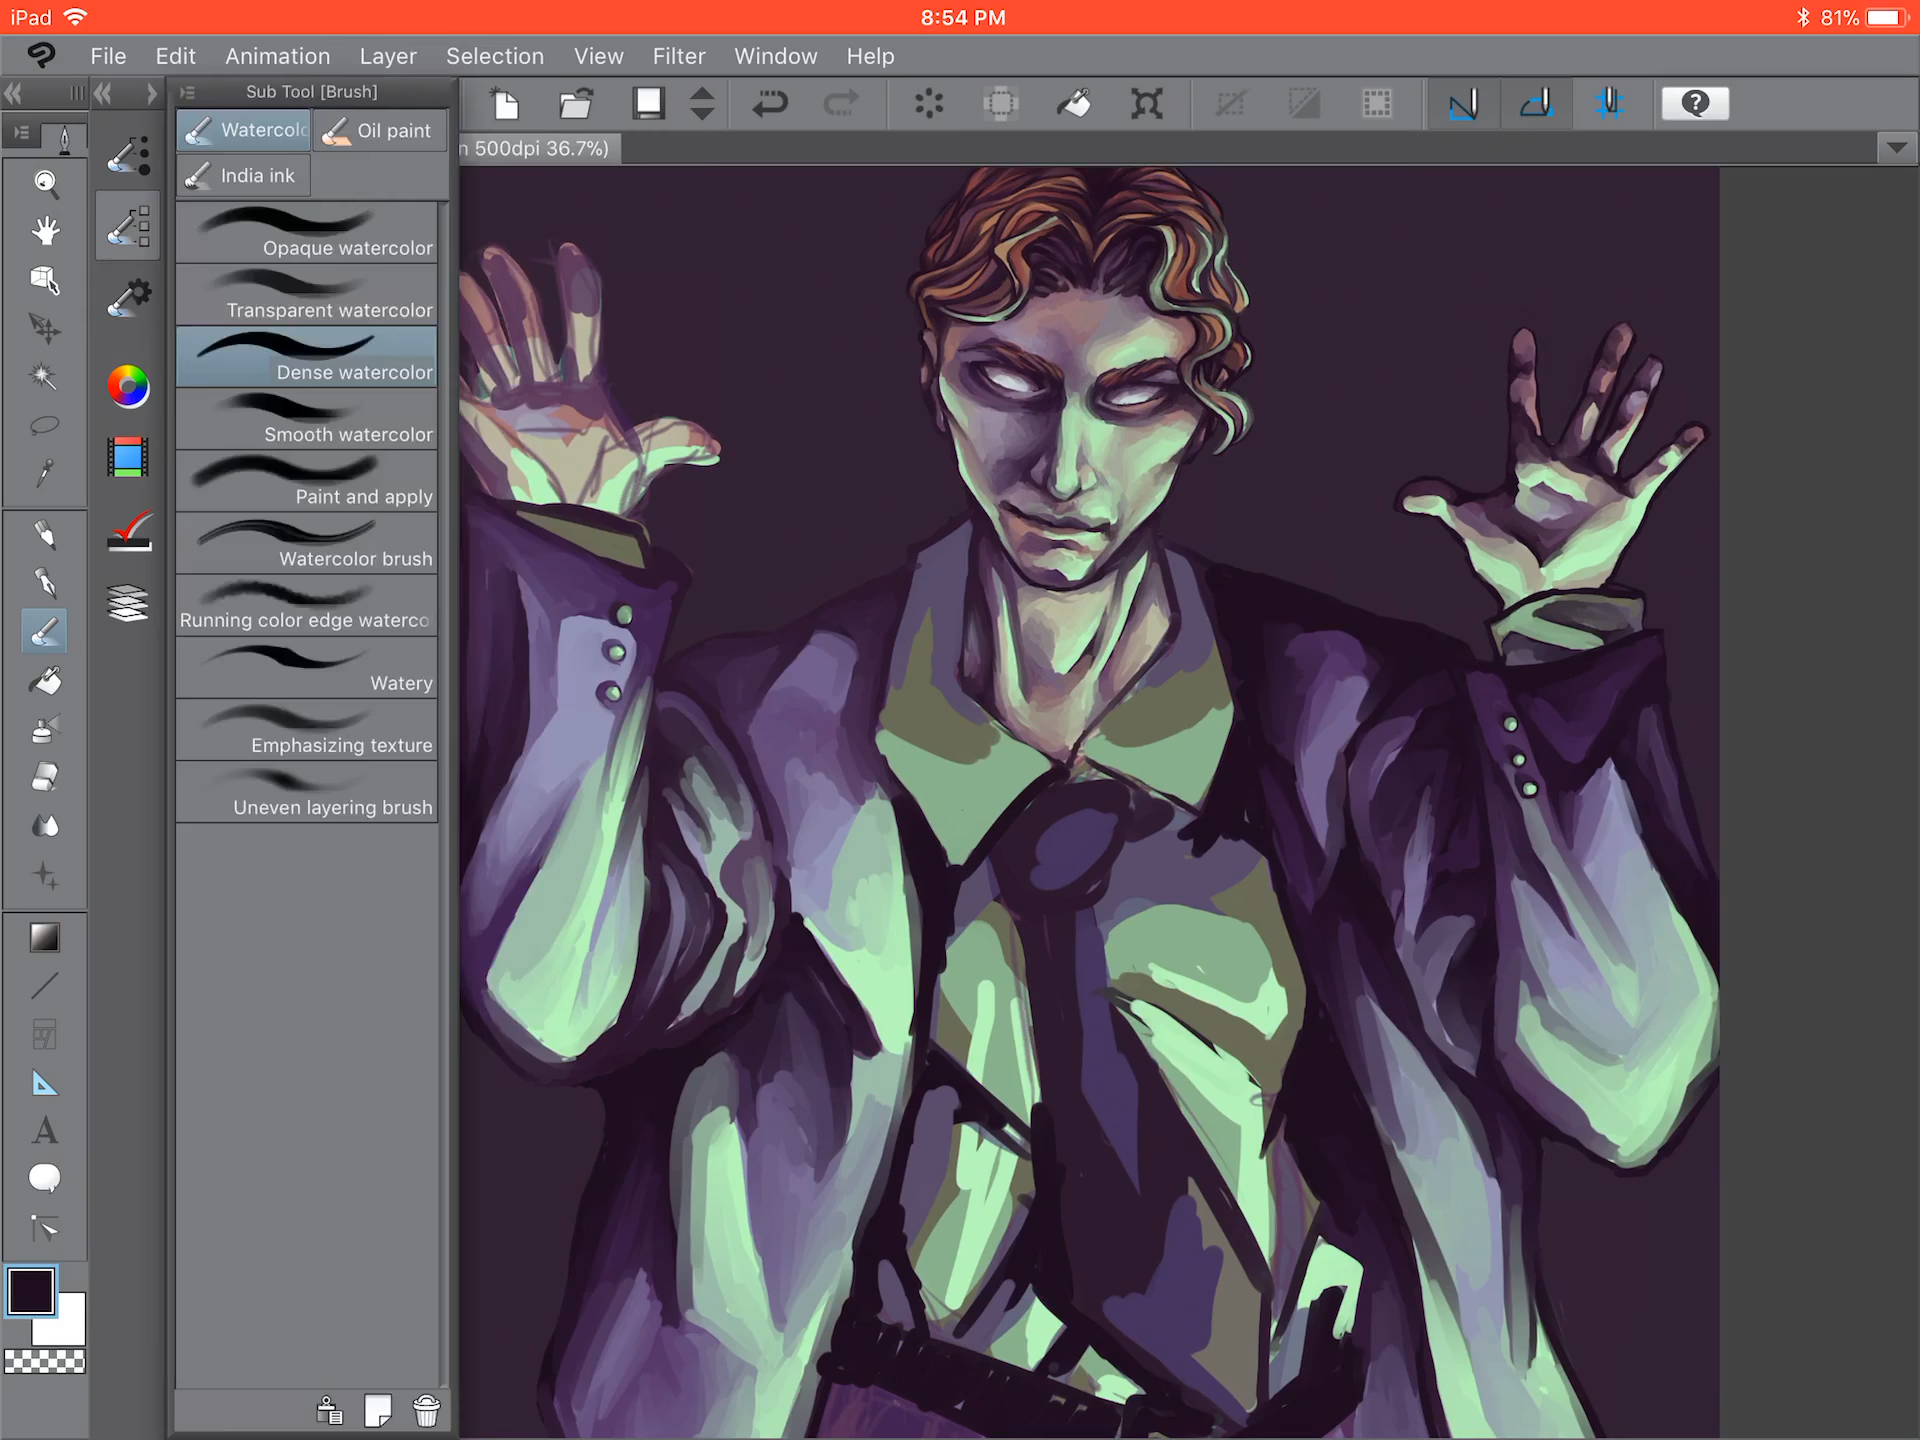 iPad 8:54 PM 81%
File Edit Animation Layer Selection View Filter Window Help
Sub Tool [Brush]
Watercolo Oil paint
n 500dpi 36.7%)
India ink
Opaque watercolor
Transparent watercolor
Dense watercolor
Smooth watercolor
Paint and apply
Watercolor brush
Running color edge waterco
Watery
Emphasizing texture
Uneven layering brush
A